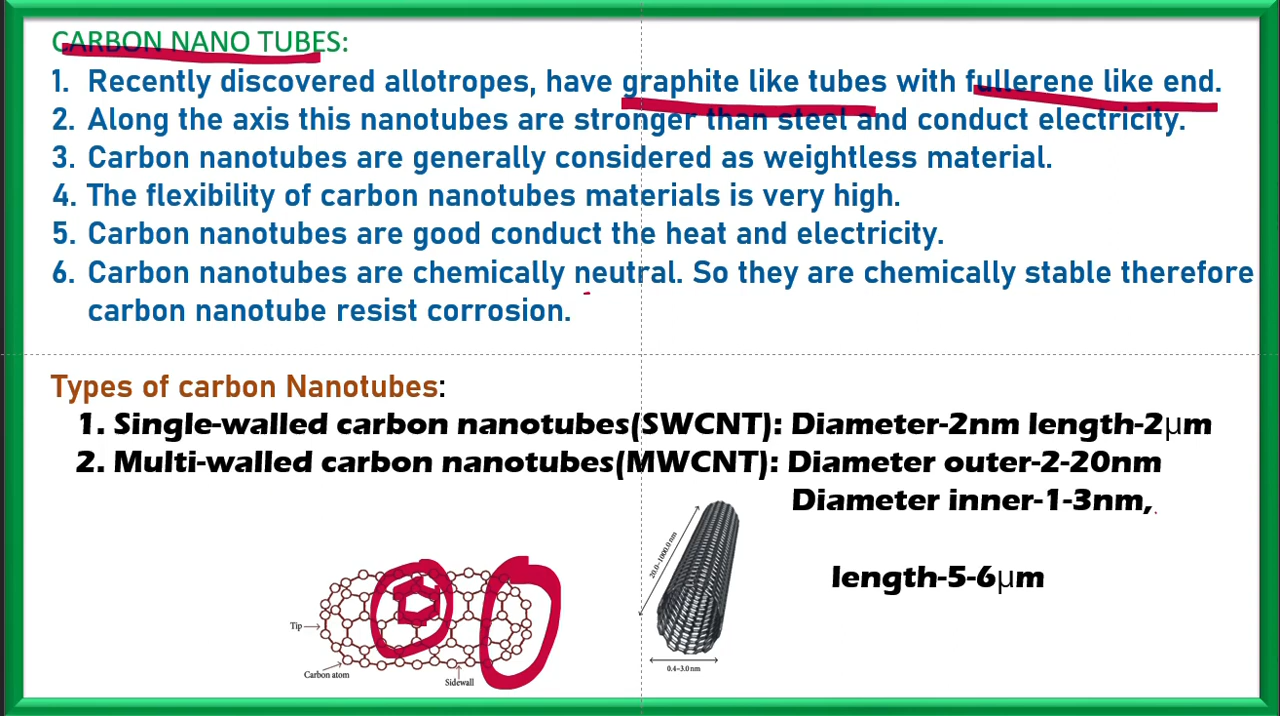 CARBON NANO TUBES:
1. Recently discovered allotropes, have graphite like tubes with fullerene like end.
2. Along the axis this nanotubes are stronger than steel and conduct electricity.
3. Carbon nanotubes are generally considered as weightless material.
4. The flexibility of carbon nanotubes materials is very high.
5. Carbon nanotubes are good conduct the heat and electricity.
6. Carbon nanotubes are chemically neutral. So they are chemically stable therefore
carbon nanotube resist corrosion.
Types of carbon Nanotubes:
1. Single-walled carbon nanotubes(SWCNT): Diameter-2nm length-2μm
2. Multi-walled carbon nanotubes(MWCNT): Diameter outer-2-20nm
Diameter inner-1-3nm,
length-5-6μm
Tip
Carbon atom
Sidewall
20.0-1000.0 nm
0.4-3.0 nm